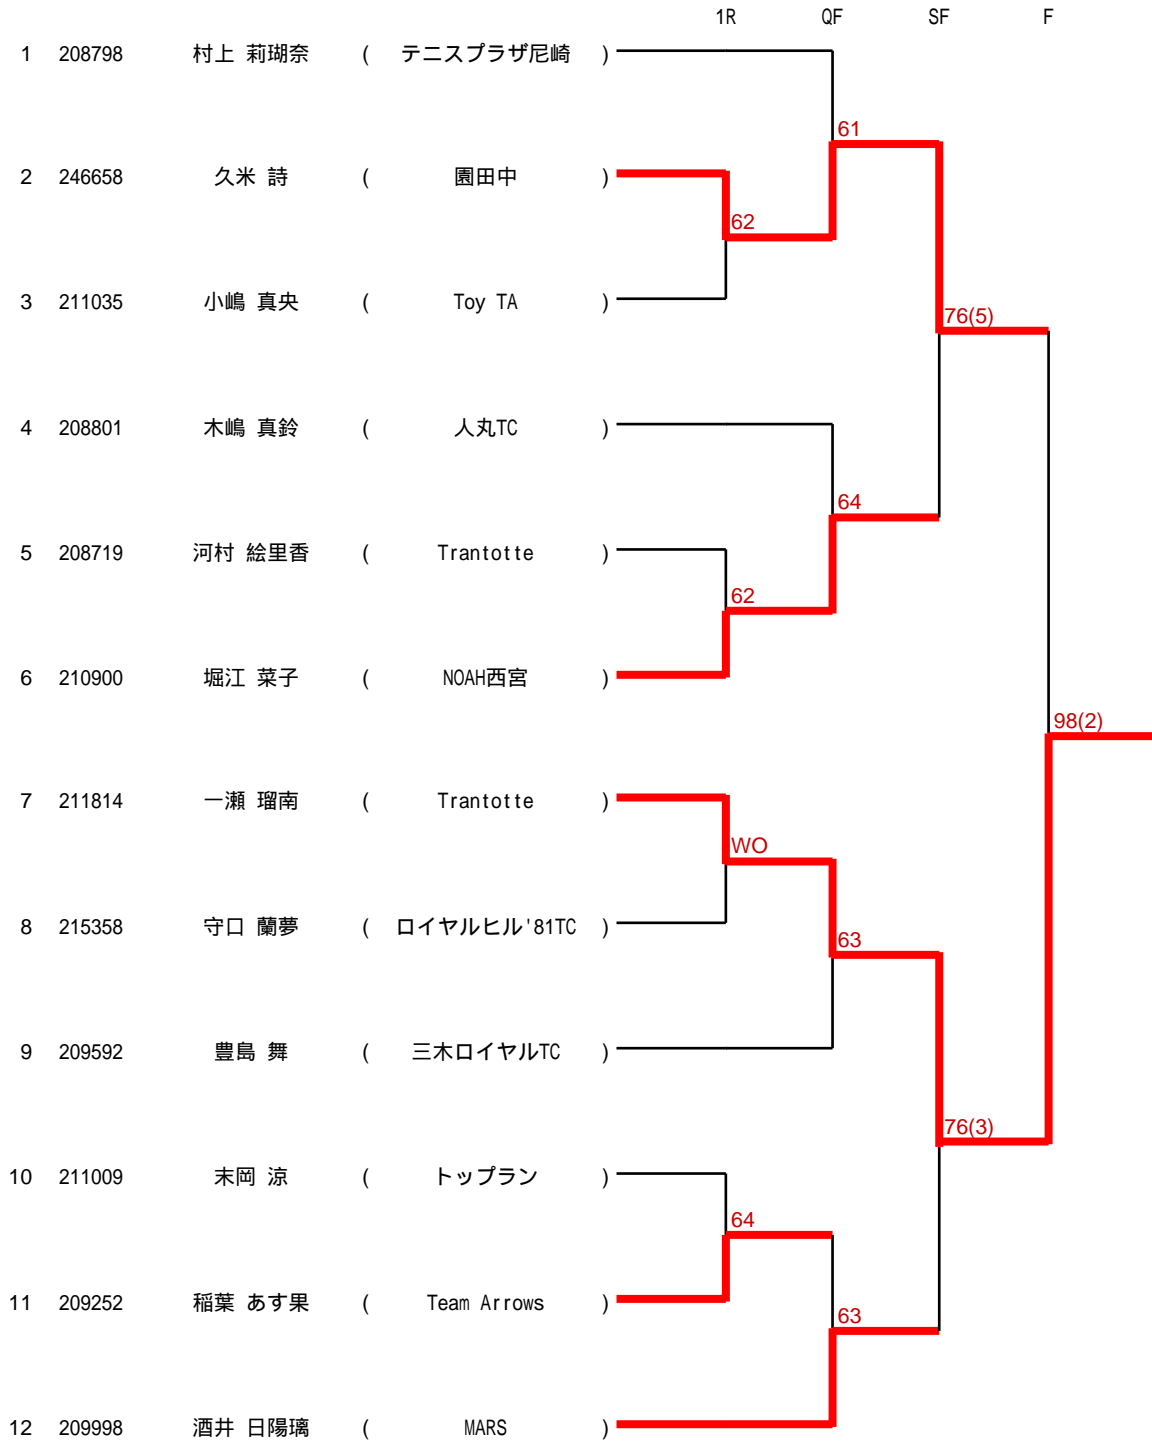 1R QF SF F
1 208798 村上 莉瑚奈 ( テニスプラザ尼崎 )
61
2 246658 久米 詩 ( 園田中 )
62
3 211035 小嶋 真央 ( Toy TA )
76(5)
4 208801 木嶋 真鈴 ( 人丸TC )
64
5 208719 河村 絵里香 ( Trantotte )
62
6 210900 堀江 菜子 ( NOAH西宮 )
98(2)
7 211814 一瀬 瑠南 ( Trantotte )
WO
8 215358 守口 蘭夢 ( ロイヤルヒル'81TC )
63
9 209592 豊島 舞 ( 三木ロイヤルTC )
76(3)
10 211009 末岡 涼 ( トップラン )
64
11 209252 稲葉 あす果 ( Team Arrows )
63
12 209998 酒井 日陽璃 ( MARS )